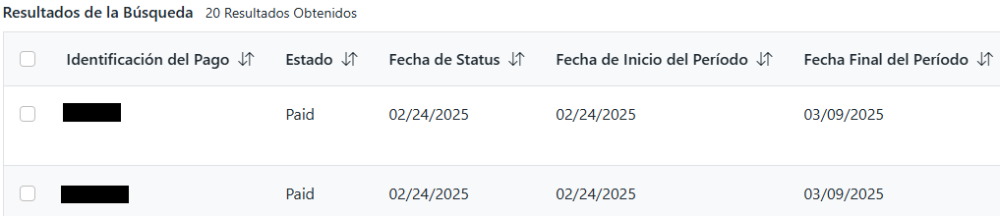 Resultados de la Búsqueda 20 Resultados Obtenidos
Identificación del Pago Estado Fecha de Status Fecha de Inicio del Período Fecha Final del Período
Paid 02/24/2025 02/24/2025 03/09/2025
Paid 02/24/2025 02/24/2025 03/09/2025